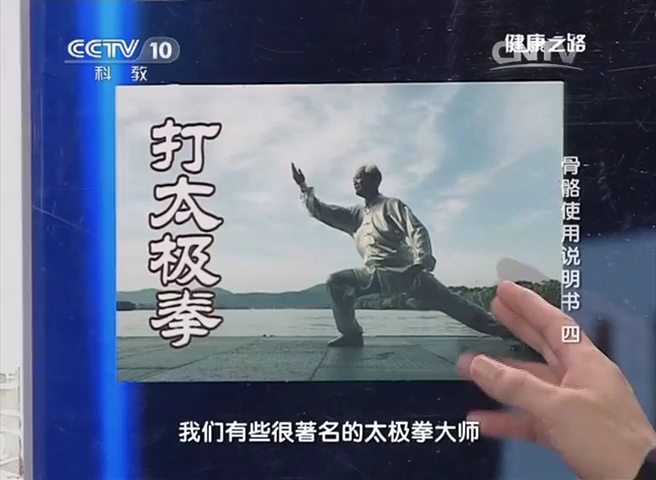 CCTV 10
科教
健康之路
CNTV
打太极拳
骨骼使用说明书 四
我们有些很著名的太极拳大师